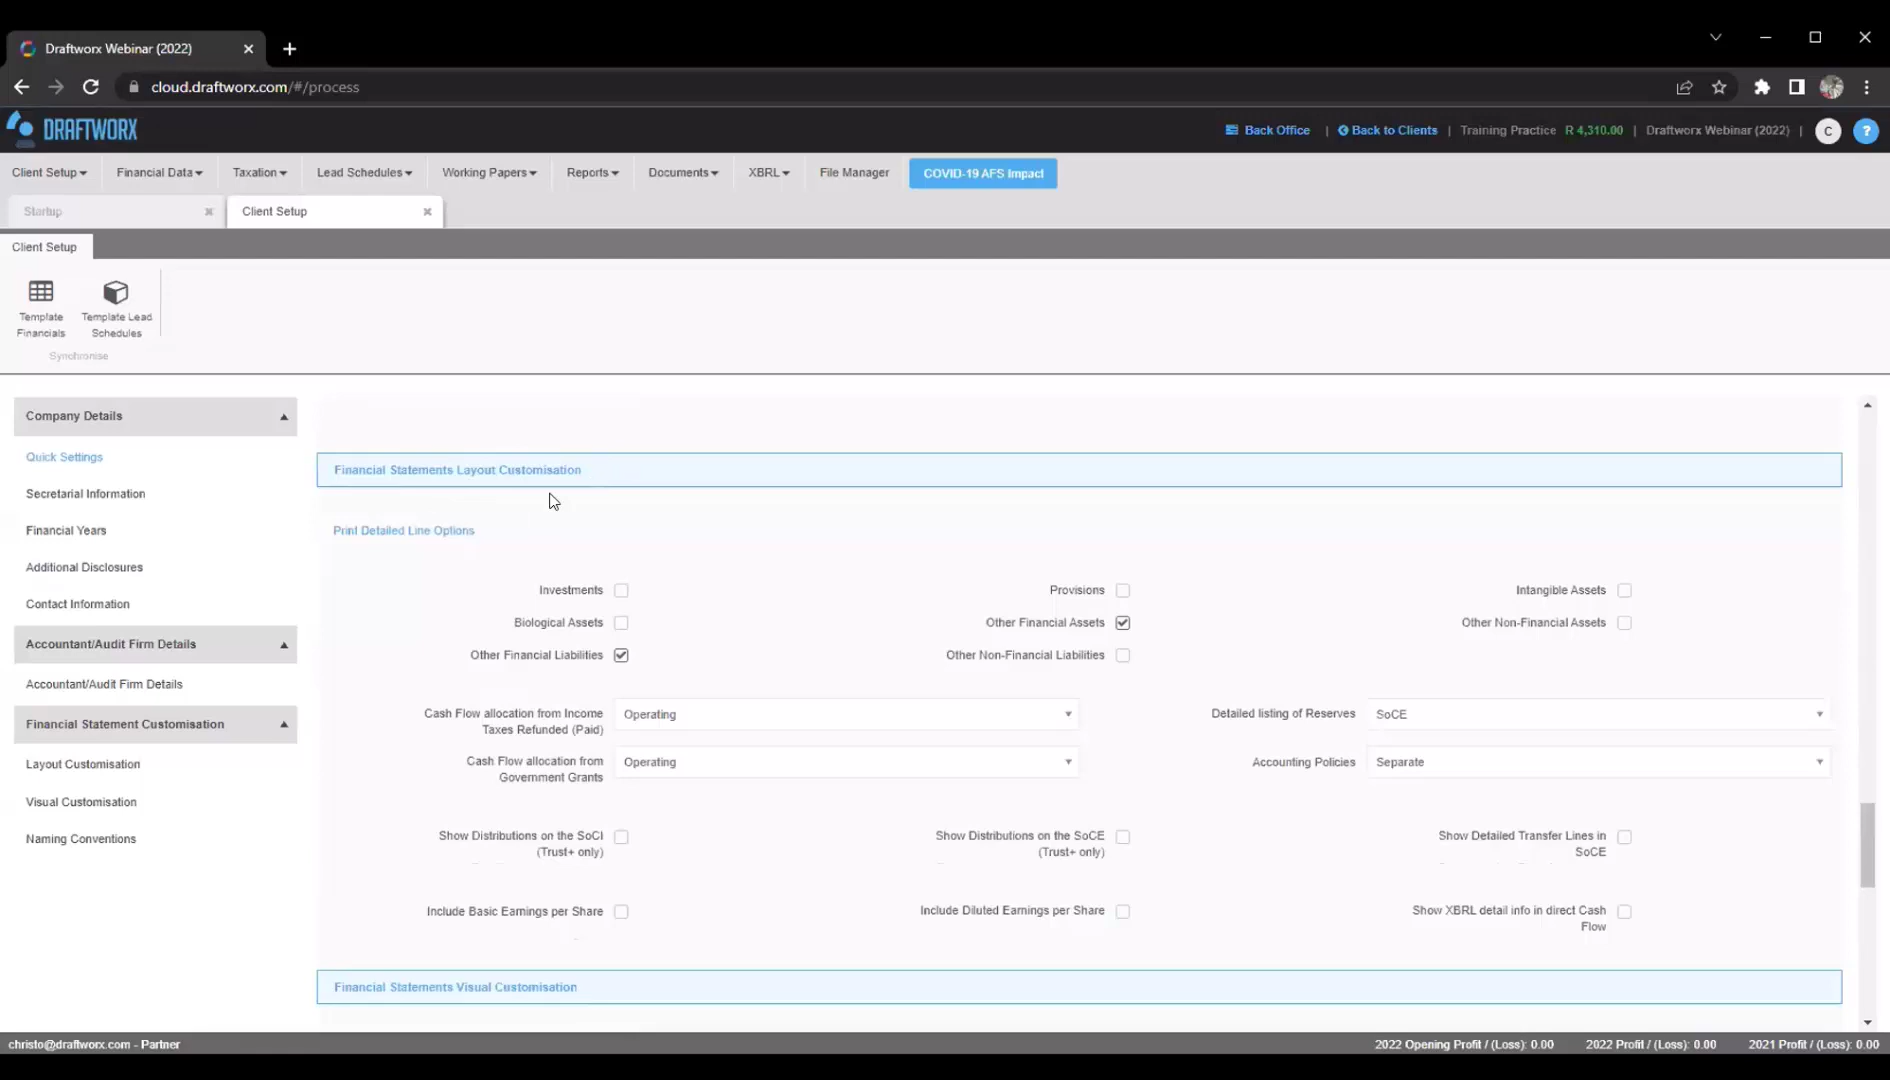 Draftworx Webinar (2022)
cloud.draftworx.com/#/process
DRAFTWORX
Back Office | Back to Clients | Training Practice R 4,310.00 | Draftworx Webinar (2022) | C ?
Client Setup Financial Data Taxation Lead Schedules Working Papers Reports Documents XBRL File Manager COVID-19 AFS Impact
Startup Client Setup
Client Setup
Template Financials
Template Lead Schedules
Synchronise
Company Details
Quick Settings
Secretarial Information
Financial Years
Additional Disclosures
Contact Information
Accountant/Audit Firm Details
Accountant/Audit Firm Details
Financial Statement Customisation
Layout Customisation
Visual Customisation
Naming Conventions
Financial Statements Layout Customisation
Print Detailed Line Options
Investments Provisions Intangible Assets
Biological Assets Other Financial Assets Other Non-Financial Assets
Other Financial Liabilities Other Non-Financial Liabilities
Cash Flow allocation from Income Taxes Refunded (Paid) Operating Detailed listing of Reserves SoCE
Cash Flow allocation from Government Grants Operating Accounting Policies Separate
Show Distributions on the SoCI (Trust+ only) Show Distributions on the SoCE (Trust+ only) Show Detailed Transfer Lines in SoCE
Include Basic Earnings per Share Include Diluted Earnings per Share Show XBRL detail info in direct Cash Flow
Financial Statements Visual Customisation
christo@draftworx.com - Partner 2022 Opening Profit / (Loss): 0.00 2022 Profit / (Loss): 0.00 2021 Profit / (Loss): 0.00